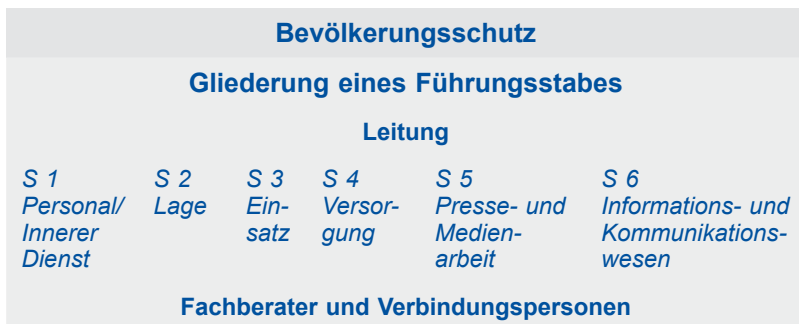 Bevölkerungsschutz
Gliederung eines Führungsstabes
Leitung
S 1
Personal/
Innerer
Dienst
S 2
Lage
S 3
Ein-
satz
S 4
Versor-
gung
S 5
Presse- und
Medien-
arbeit
S 6
Informations- und
Kommunikations-
wesen
Fachberater und Verbindungspersonen